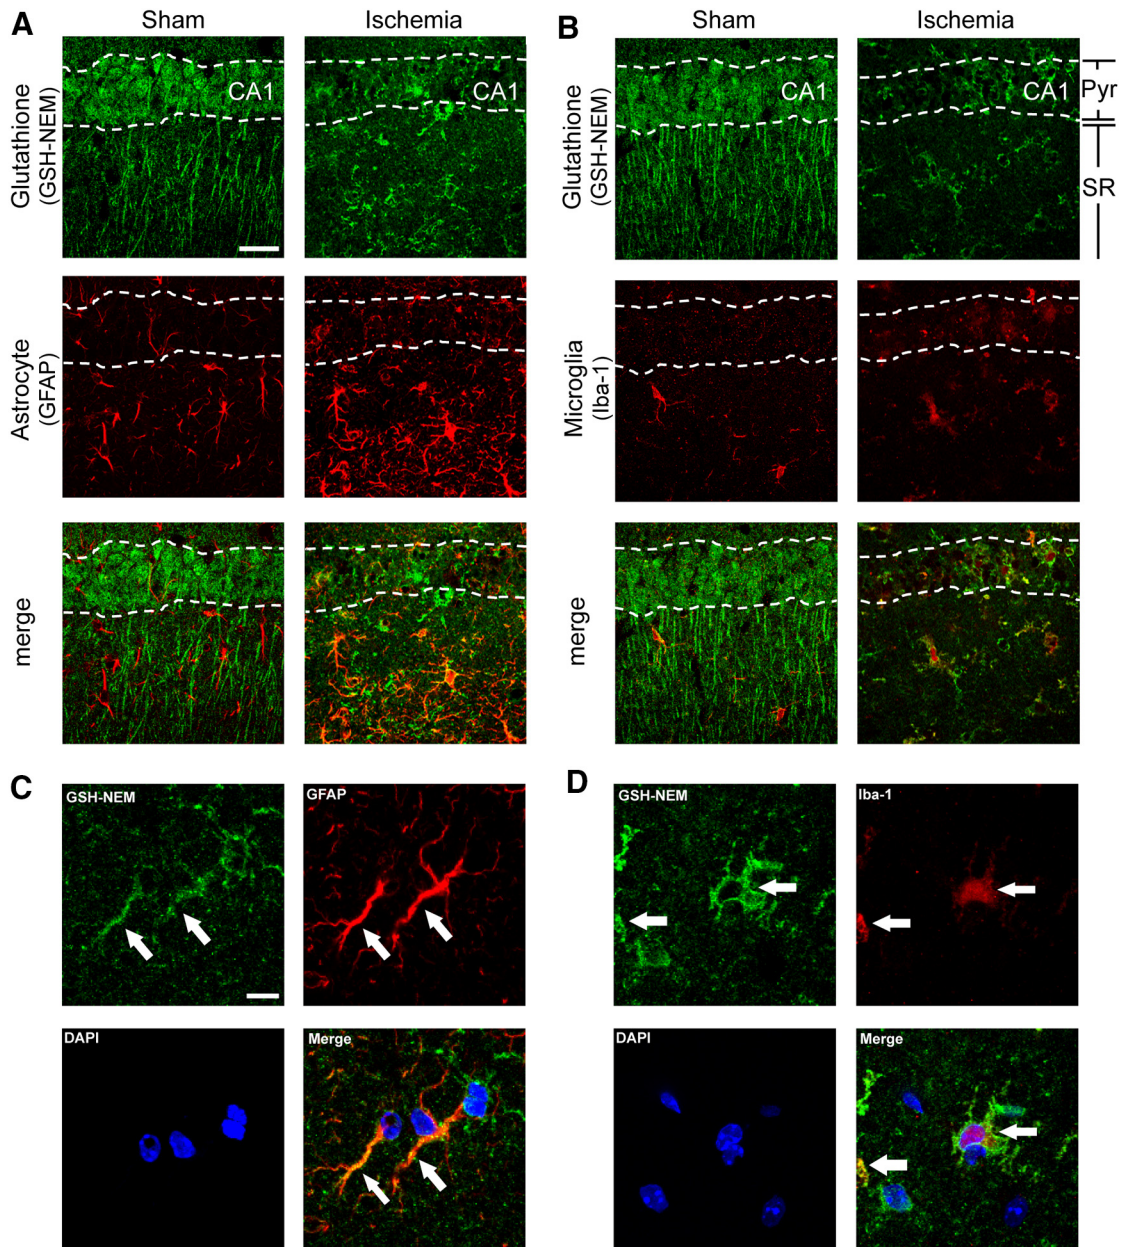 A
Sham
Ischemia
B
Sham
Ischemia
Glutathione
(GSH-NEM)
CA1
CA1
Glutathione
(GSH-NEM)
CA1
CA1
Pyr
SR
Astrocyte
(GFAP)
Microglia
(Iba-1)
merge
merge
C
GSH-NEM
GFAP
D
GSH-NEM
Iba-1
DAPI
Merge
DAPI
Merge